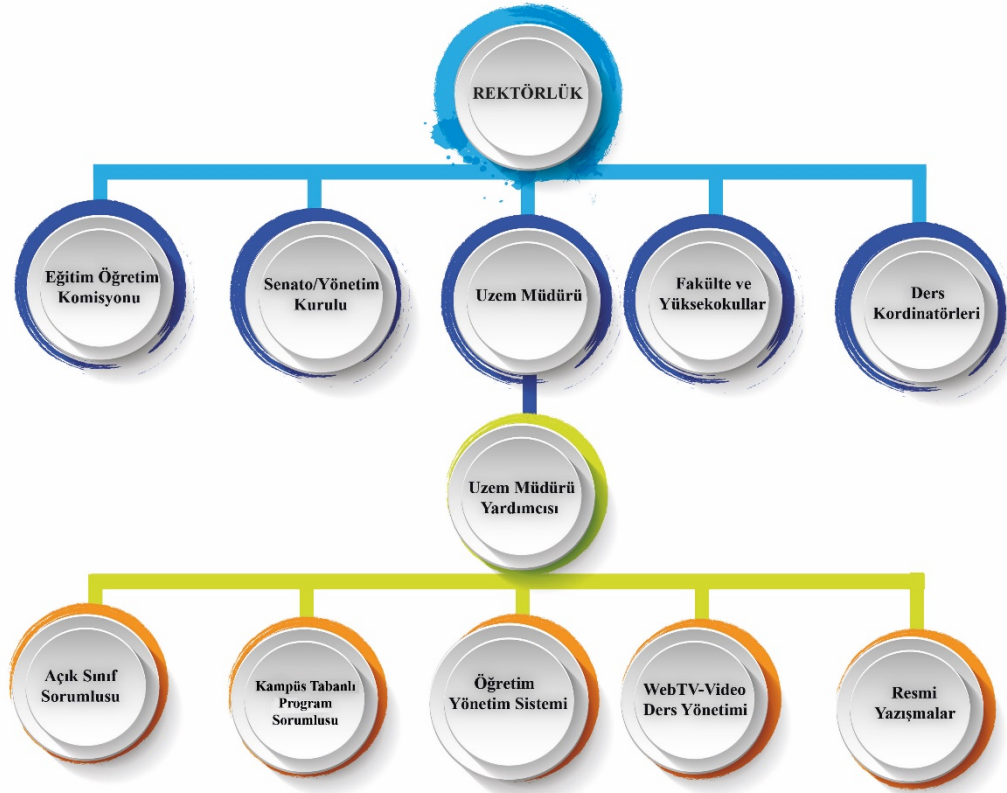 REKTÖRLÜK
Eğitim Öğretim
Komisyonu
Senato/Yönetim
Kurulu
Uzem Müdürü
Fakülte ve
Yüksekokullar
Ders
Kordinatörleri
Uzem Müdürü
Yardımcısı
Açık Sınıf
Sorumlusu
Kampüs Tabanlı
Program
Sorumlusu
Öğretim
Yönetim Sistemi
WebTV-Video
Ders Yönetimi
Resmi
Yazışmalar